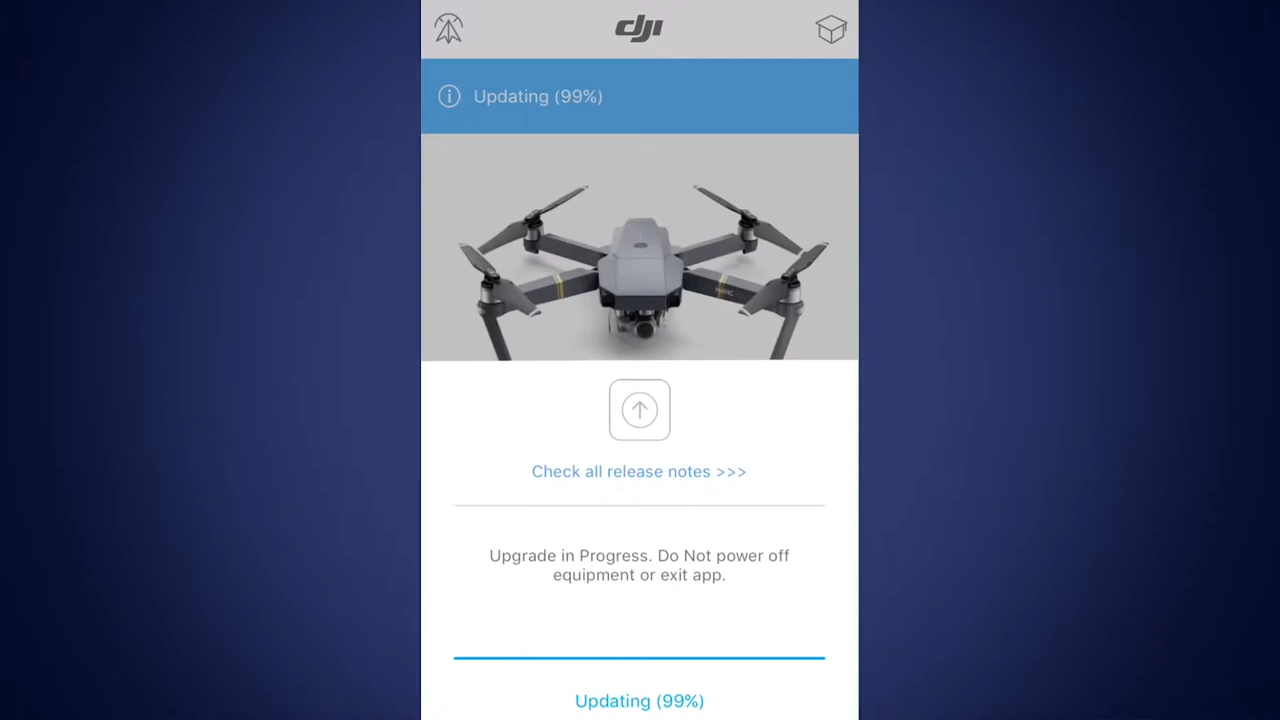 dji
Updating (99%)
Check all release notes >>>
Upgrade in Progress. Do Not power off
equipment or exit app.
Updating (99%)